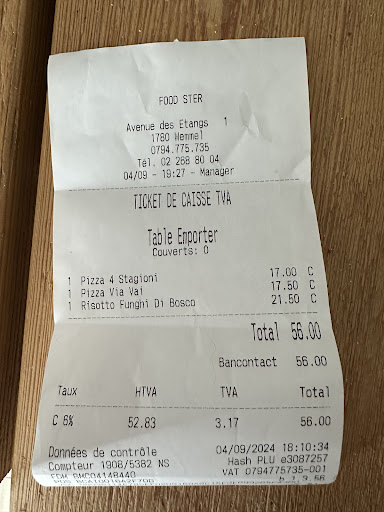 FOOD STER
Avenue des Etangs 1
1780 Wemmel
0794.775.735
Tél. 02 268 80 04
04/09 - 19:27 - Manager
TICKET DE CAISSE TVA
Table Emporter
Couverts: 0
1 Pizza 4 Stagioni 17.00 C
1 Pizza Via Vai 17.50 C
1 Risotto Funghi Di Bosco 21.50 C
Total 56.00
Bancontact 56.00
Taux HTVA TVA Total
C 6% 52.83 3.17 56.00
Données de contrôle 04/09/2024 18:10:34
Compteur 1908/5382 NS Hash PLU e3087257
FDM BMC04148440 VAT 0794775735-001